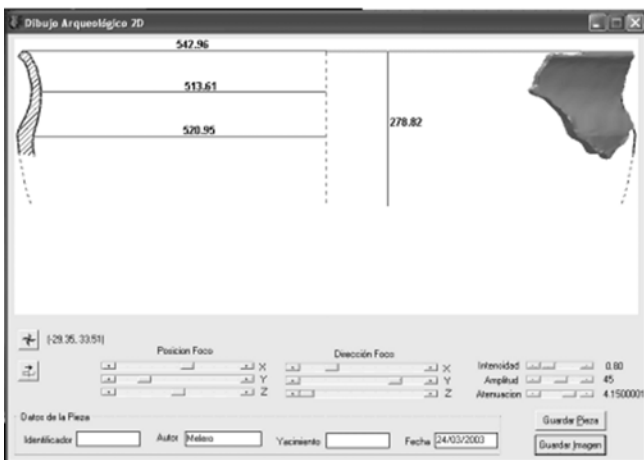 Dibujo Arqueológico 2D
542.96
513.61
278.82
520.95
(-29.35, 33.51)
Posicion Foco
Dirección Foco
X
X
Intensidad 0.80
Y
Y
Amplitud 45
Z
Z
Atenuacion 4.1500001
Datos de la Pieza
Identificador
Autor Melero
Yacimiento
Fecha 24/03/2003
Guardar Pieza
Guardar Imagen